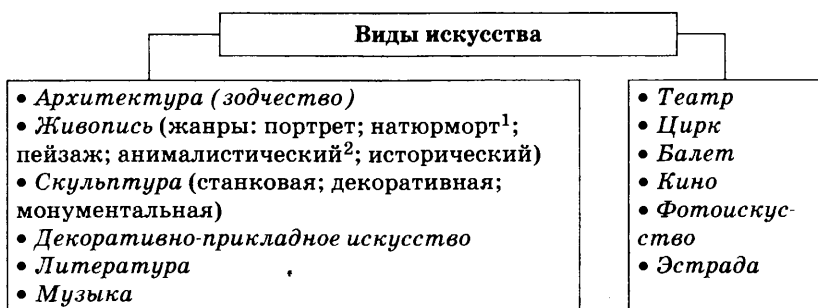 Виды искусства
• Архитектура (зодчество)
• Живопись (жанры: портрет; натюрморт¹;
пейзаж; анималистический²; исторический)
• Скульптура (станковая; декоративная;
монументальная)
• Декоративно-прикладное искусство
• Литература
• Музыка
• Театр
• Цирк
• Балет
• Кино
• Фотоискус-
ство
• Эстрада